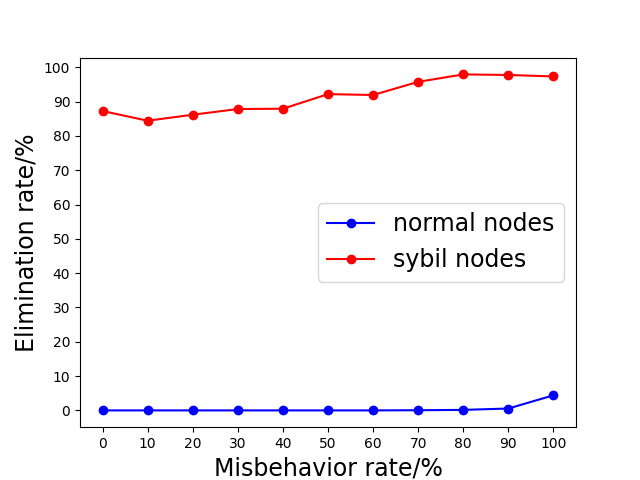 100
90
80
70
60
50
40
30
20
10
0
Elimination rate/%
normal nodes
sybil nodes
0 10 20 30 40 50 60 70 80 90 100
Misbehavior rate/%